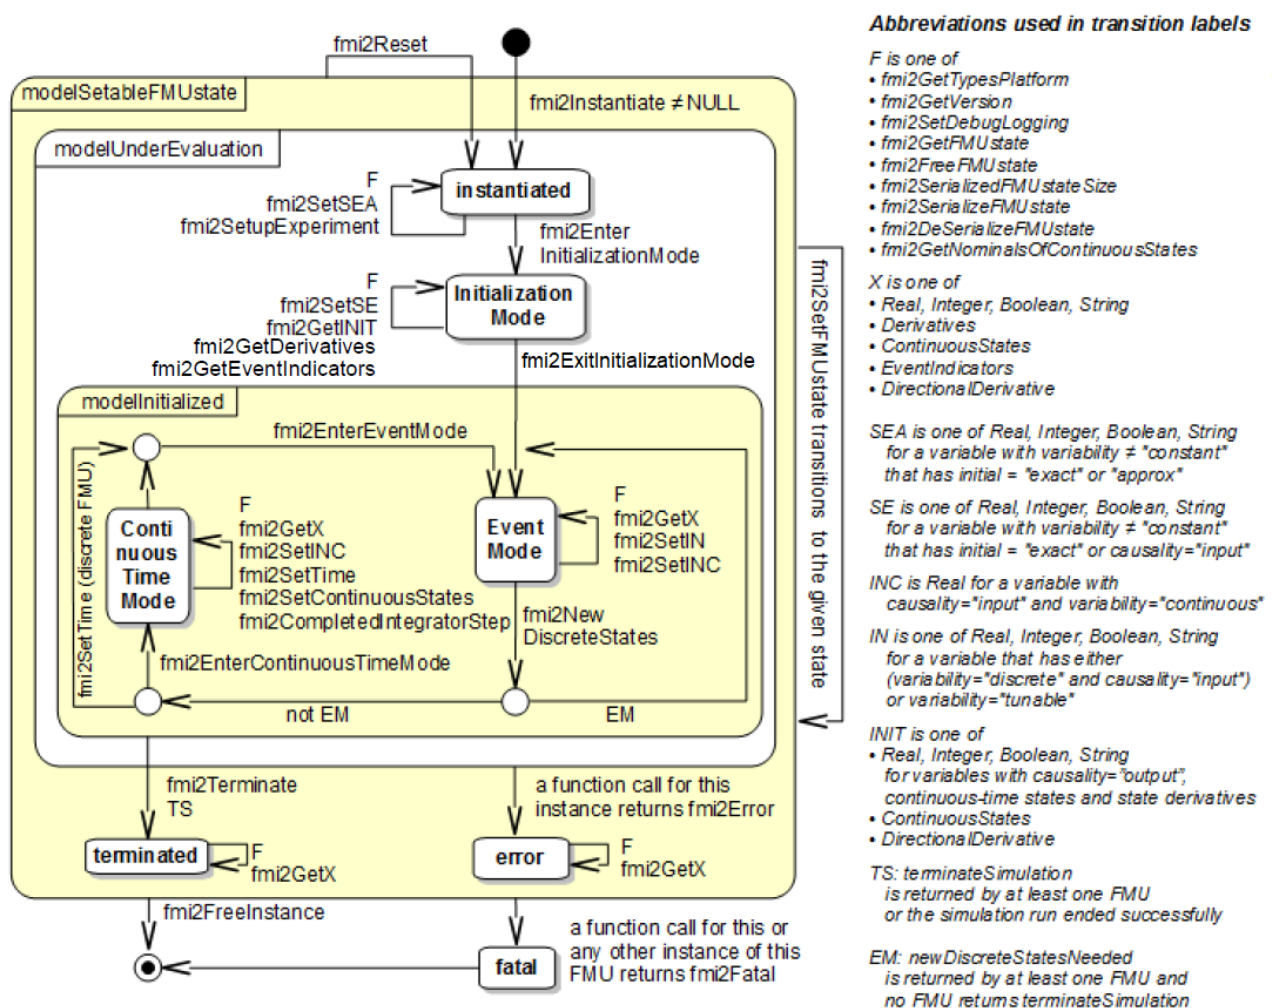 fmi2Reset
modelSetableFMUstate
fmi2Instantiate ≠ NULL
modelUnderEvaluation
instantiated
F
fmi2SetSEA
fmi2SetupExperiment
fmi2Enter
InitializationMode
Initialization
Mode
F
fmi2SetSE
fmi2GetINIT
fmi2GetDerivatives
fmi2GetEventIndicators
fmi2ExitInitializationMode
modelInitialized
fmi2EnterEventMode
fmi2SetTime (discrete FMU)
Conti
nuous
Time
Mode
F
fmi2GetX
fmi2SetINC
fmi2SetTime
fmi2SetContinuousStates
fmi2CompletedIntegratorStep
Event
Mode
F
fmi2GetX
fmi2SetIN
fmi2SetINC
fmi2New
DiscreteStates
fmi2EnterContinuousTimeMode
not EM
EM
fmi2SetFMUstate transitions to the given state
fmi2Terminate
TS
a function call for this
instance returns fmi2Error
terminated
F
fmi2GetX
error
F
fmi2GetX
fmi2FreeInstance
a function call for this or
any other instance of this
FMU returns fmi2Fatal
fatal
Abbreviations used in transition labels
F is one of
• fmi2GetTypesPlatform
• fmi2GetVersion
• fmi2SetDebugLogging
• fmi2GetFMUstate
• fmi2FreeFMUstate
• fmi2SerializedFMUstateSize
• fmi2SerializeFMUstate
• fmi2DeSerializeFMUstate
• fmi2GetNominalsOfContinuousStates
X is one of
• Real, Integer, Boolean, String
• Derivatives
• ContinuousStates
• EventIndicators
• DirectionalDerivative
SEA is one of Real, Integer, Boolean, String
for a variable with variability ≠ "constant"
that has initial = "exact" or "approx"
SE is one of Real, Integer, Boolean, String
for a variable with variability ≠ "constant"
that has initial = "exact" or causality="input"
INC is Real for a variable with
causality="input" and variability="continuous"
IN is one of Real, Integer, Boolean, String
for a variable that has either
(variability="discrete" and causality="input")
or variability="tunable"
INIT is one of
• Real, Integer, Boolean, String
for variables with causality="output",
continuous-time states and state derivatives
• ContinuousStates
• DirectionalDerivative
TS: terminateSimulation
is returned by at least one FMU
or the simulation run ended successfully
EM: newDiscreteStatesNeeded
is returned by at least one FMU and
no FMU returns terminateSimulation